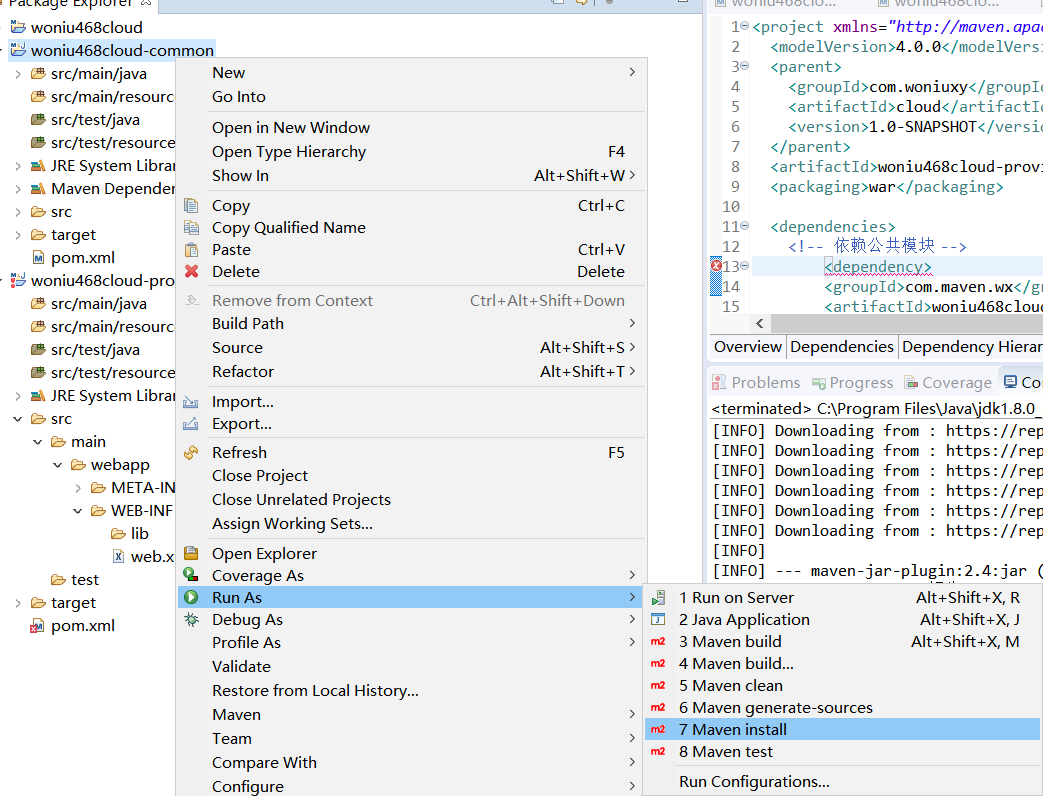 Package Explorer
woniu468cloud
woniu468cloud-common
src/main/java
src/main/resourc
src/test/java
src/test/resource
JRE System Librar
Maven Depender
src
target
pom.xml
woniu468cloud-pro
src/main/java
src/main/resourc
src/test/java
src/test/resource
JRE System Librar
src
main
webapp
META-IN
WEB-INF
lib
web.x
test
target
pom.xml
New
Go Into
Open in New Window
Open Type Hierarchy F4
Show In Alt+Shift+W
Copy Ctrl+C
Copy Qualified Name
Paste Ctrl+V
Delete Delete
Remove from Context Ctrl+Alt+Shift+Down
Build Path
Source Alt+Shift+S
Refactor Alt+Shift+T
Import...
Export...
Refresh F5
Close Project
Close Unrelated Projects
Assign Working Sets...
Open Explorer
Coverage As
Run As
Debug As
Profile As
Validate
Restore from Local History...
Maven
Team
Compare With
Configure
1 Run on Server Alt+Shift+X, R
2 Java Application Alt+Shift+X, J
3 Maven build Alt+Shift+X, M
4 Maven build...
5 Maven clean
6 Maven generate-sources
7 Maven install
8 Maven test
Run Configurations...
woniu468clo... woniu468clo...
1 <project xmlns="http://maven.apac
2 <modelVersion>4.0.0</modelVersi
3 <parent>
4 <groupId>com.woniuxy</groupId
5 <artifactId>cloud</artifactId
6 <version>1.0-SNAPSHOT</versio
7 </parent>
8 <artifactId>woniu468cloud-provi
9 <packaging>war</packaging>
10
11 <dependencies>
12 <!-- 依赖公共模块 -->
13 <dependency>
14 <groupId>com.maven.wx</gr
15 <artifactId>woniu468cloud
Overview Dependencies Dependency Hierar
Problems Progress Coverage Co
<terminated> C:\Program Files\Java\jdk1.8.0_
[INFO] Downloading from : https://rep
[INFO] Downloading from : https://rep
[INFO] Downloading from : https://rep
[INFO] Downloading from : https://rep
[INFO] Downloading from : https://rep
[INFO] Downloading from : https://rep
[INFO]
[INFO] --- maven-jar-plugin:2.4:jar (